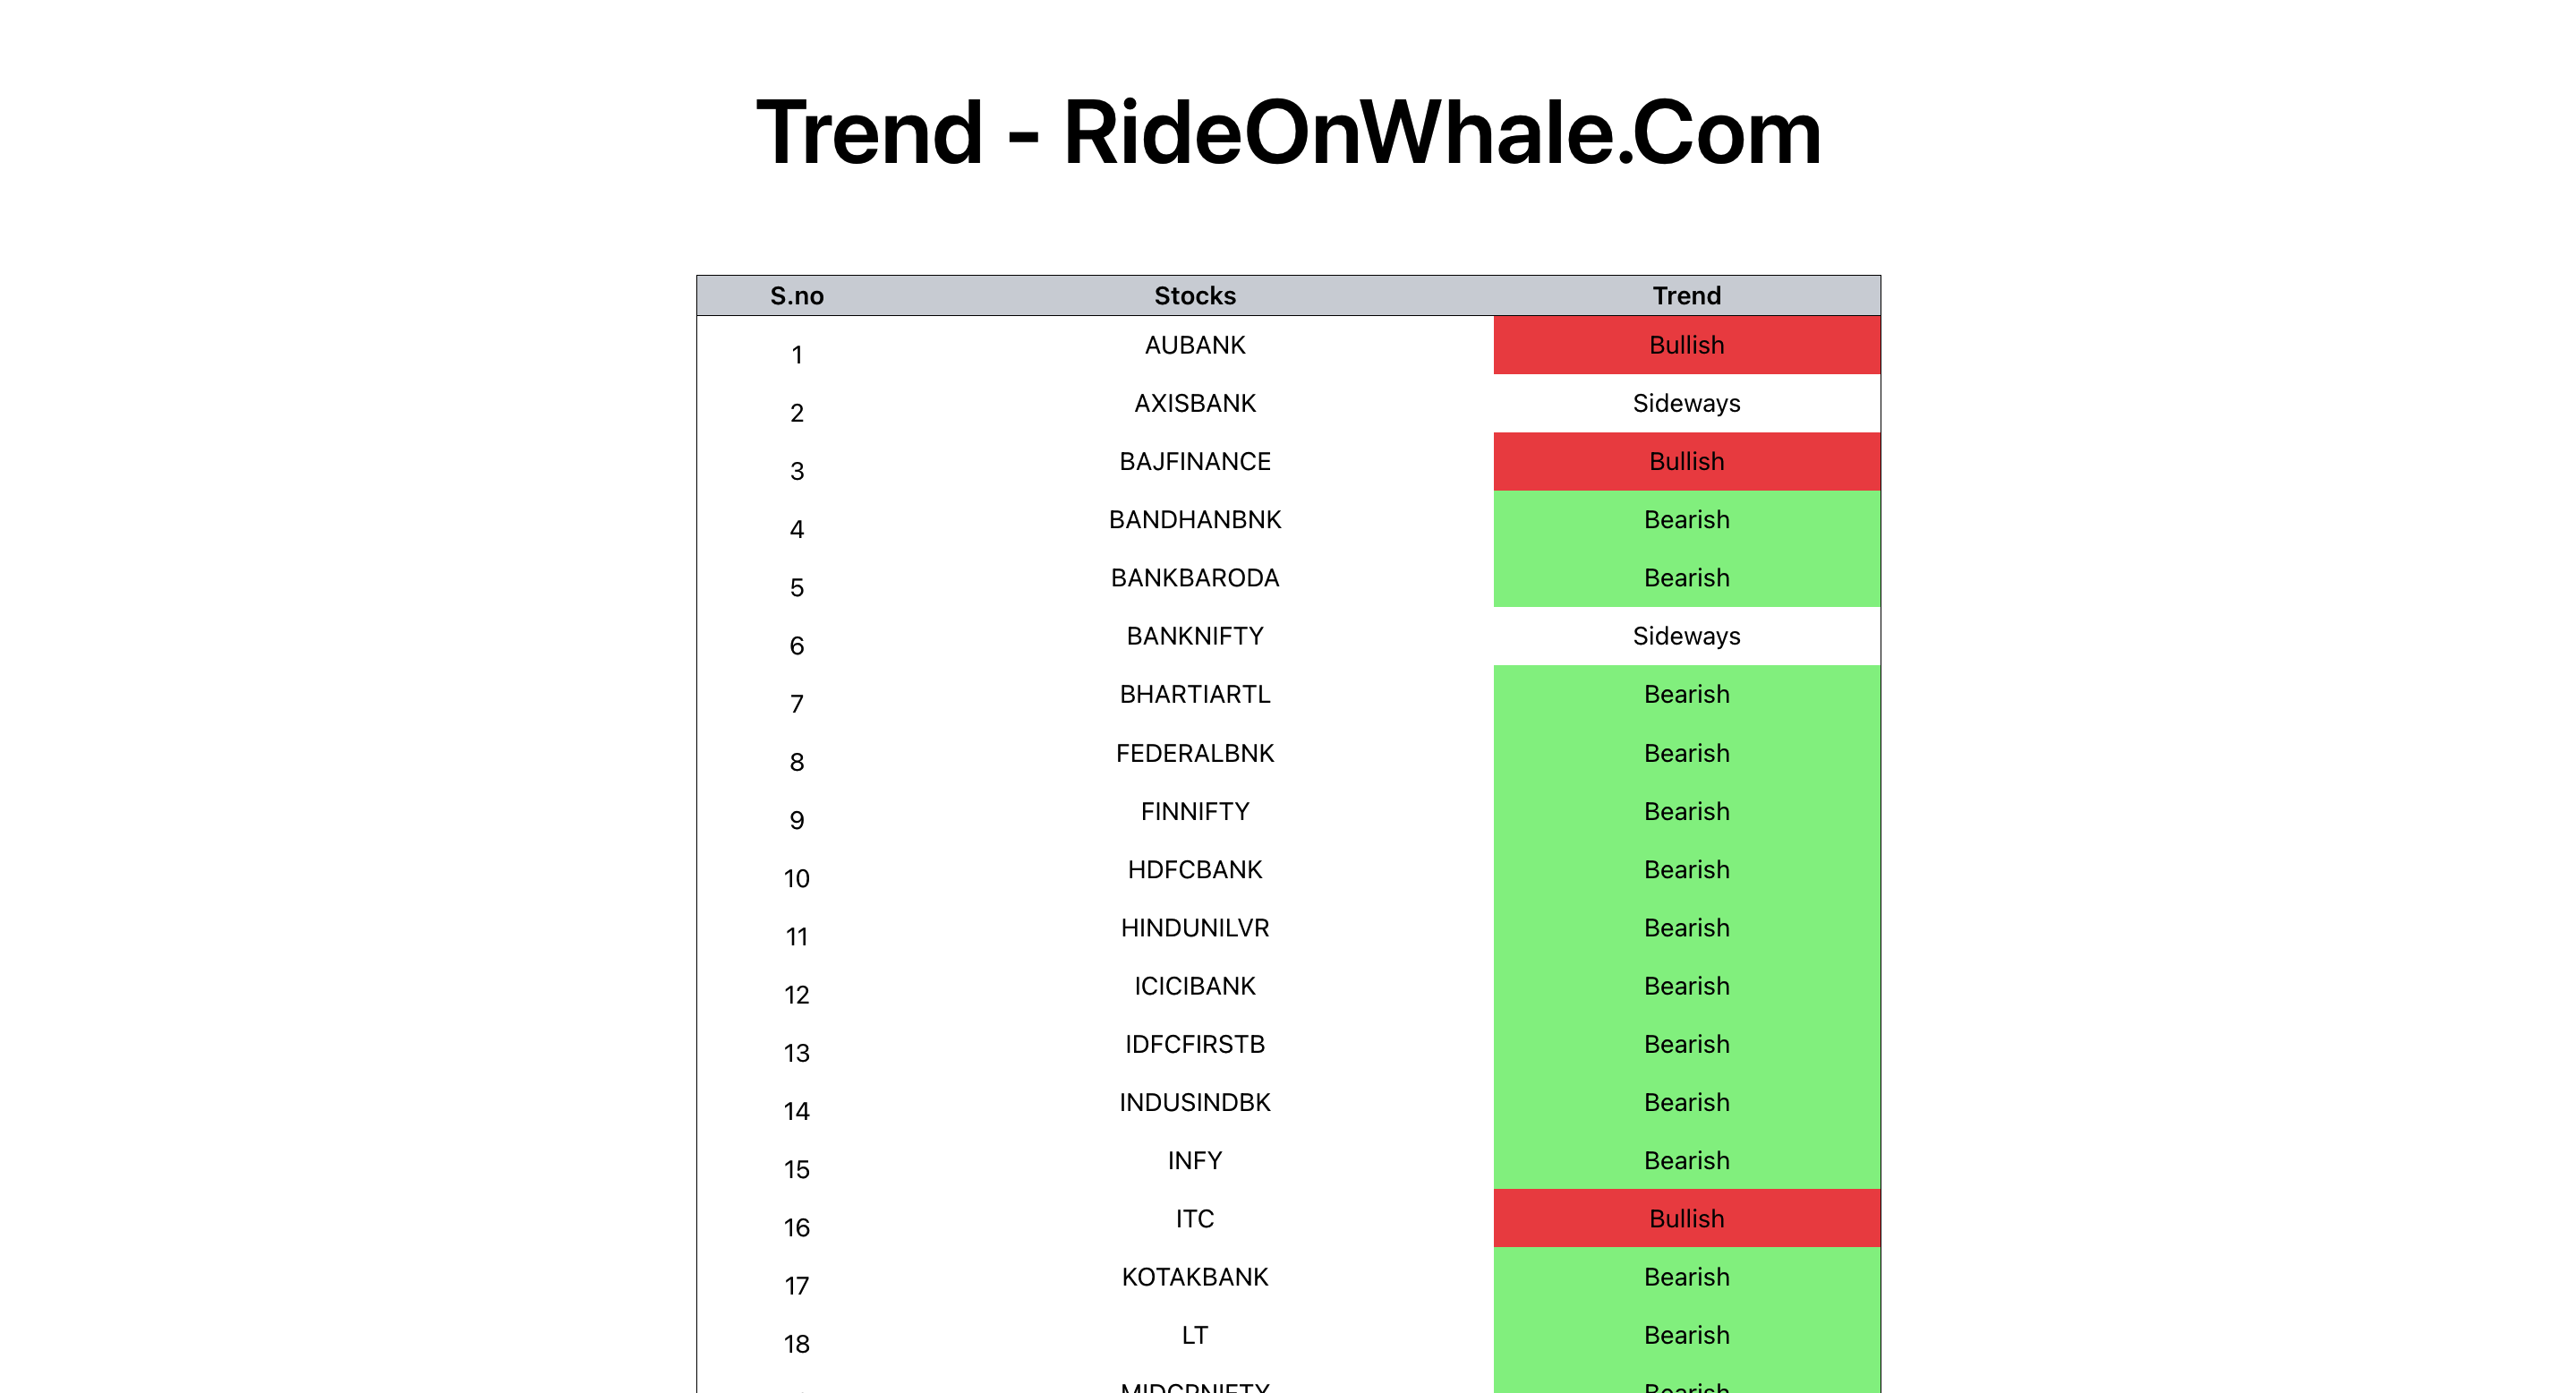 Trend - RideOnWhale.Com
S.no Stocks Trend
1 AUBANK Bullish
2 AXISBANK Sideways
3 BAJFINANCE Bullish
4 BANDHANBNK Bearish
5 BANKBARODA Bearish
6 BANKNIFTY Sideways
7 BHARTIARTL Bearish
8 FEDERALBNK Bearish
9 FINNIFTY Bearish
10 HDFCBANK Bearish
11 HINDUNILVR Bearish
12 ICICIBANK Bearish
13 IDFCFIRSTB Bearish
14 INDUSINDBK Bearish
15 INFY Bearish
16 ITC Bullish
17 KOTAKBANK Bearish
18 LT Bearish
MIDCPNIFTY Bearish